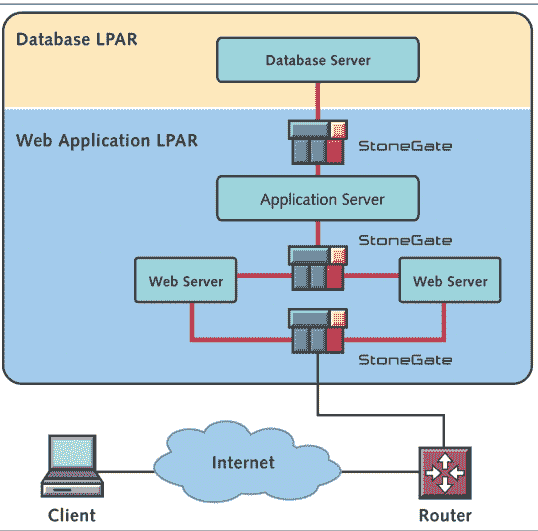 Database LPAR
Database Server
Web Application LPAR
StoneGate
Application Server
StoneGate
Web Server
Web Server
StoneGate
Internet
Client
Router